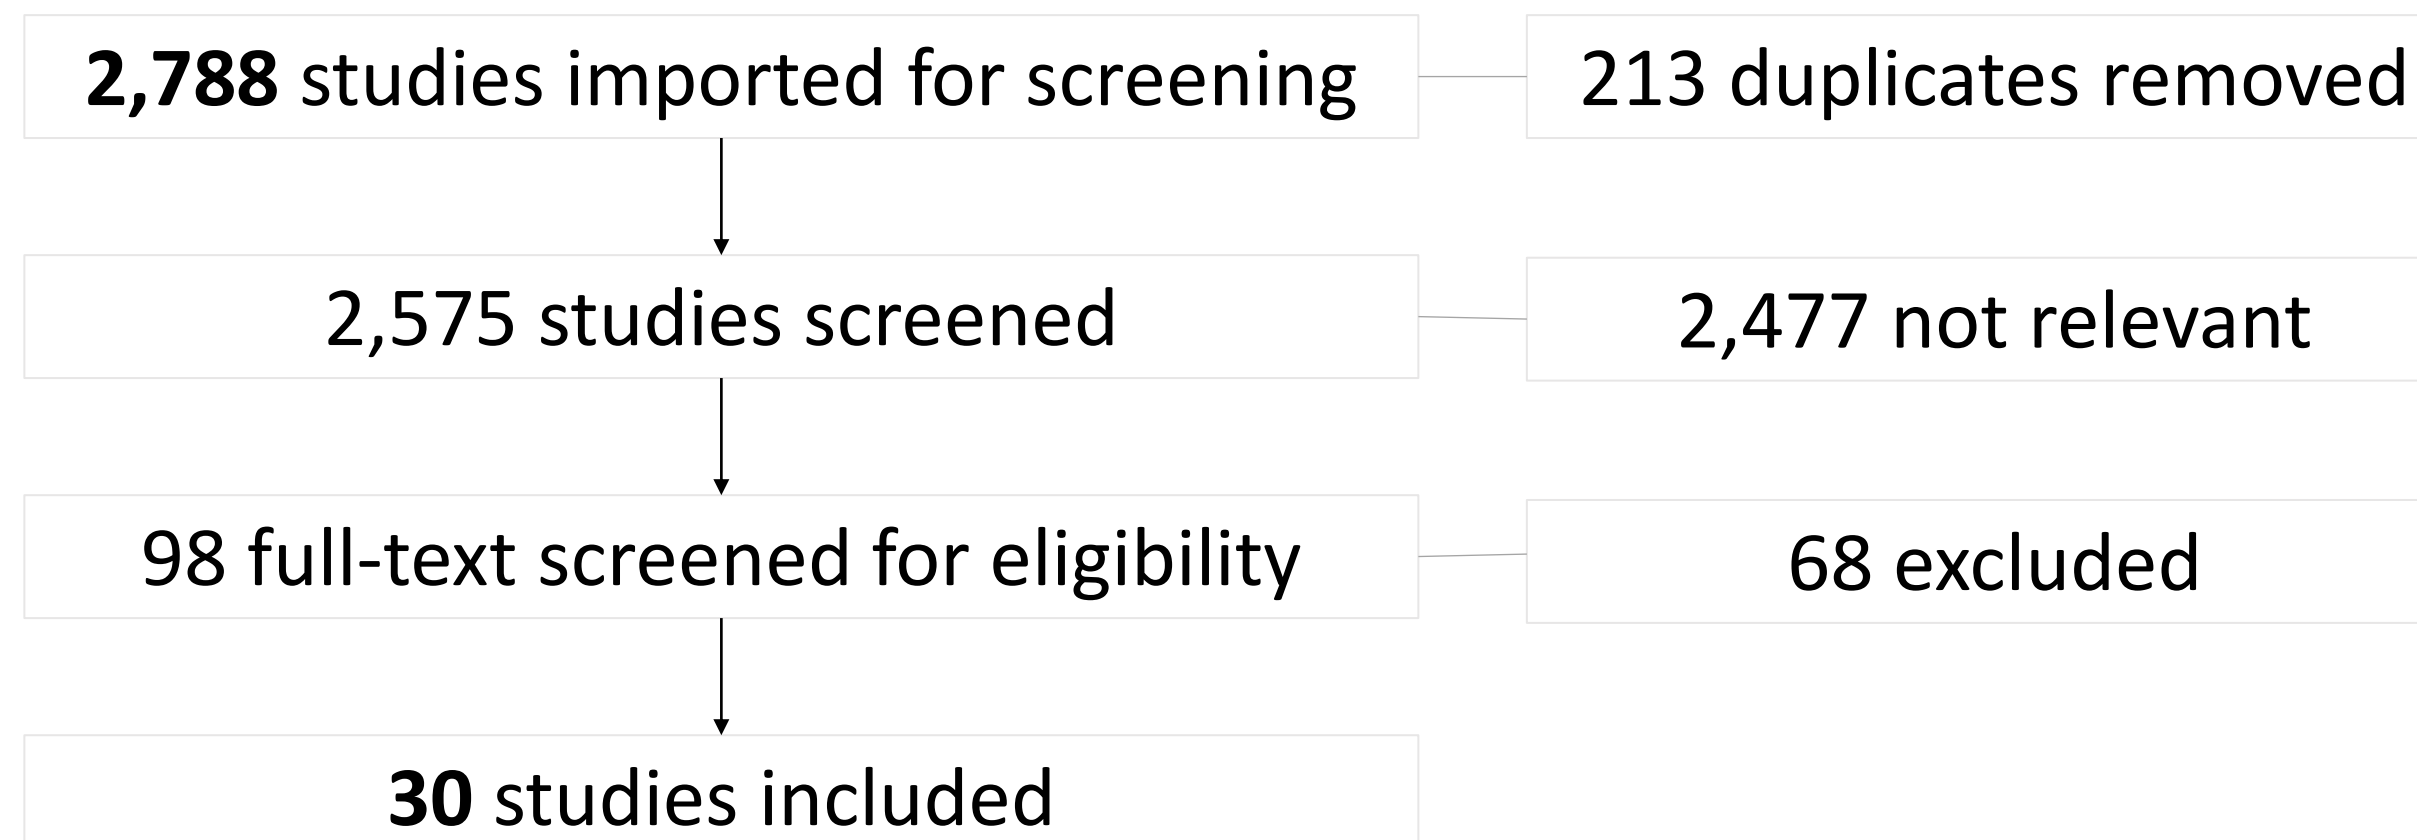 2,788 studies imported for screening
213 duplicates removed
2,575 studies screened
2,477 not relevant
98 full-text screened for eligibility
68 excluded
30 studies included